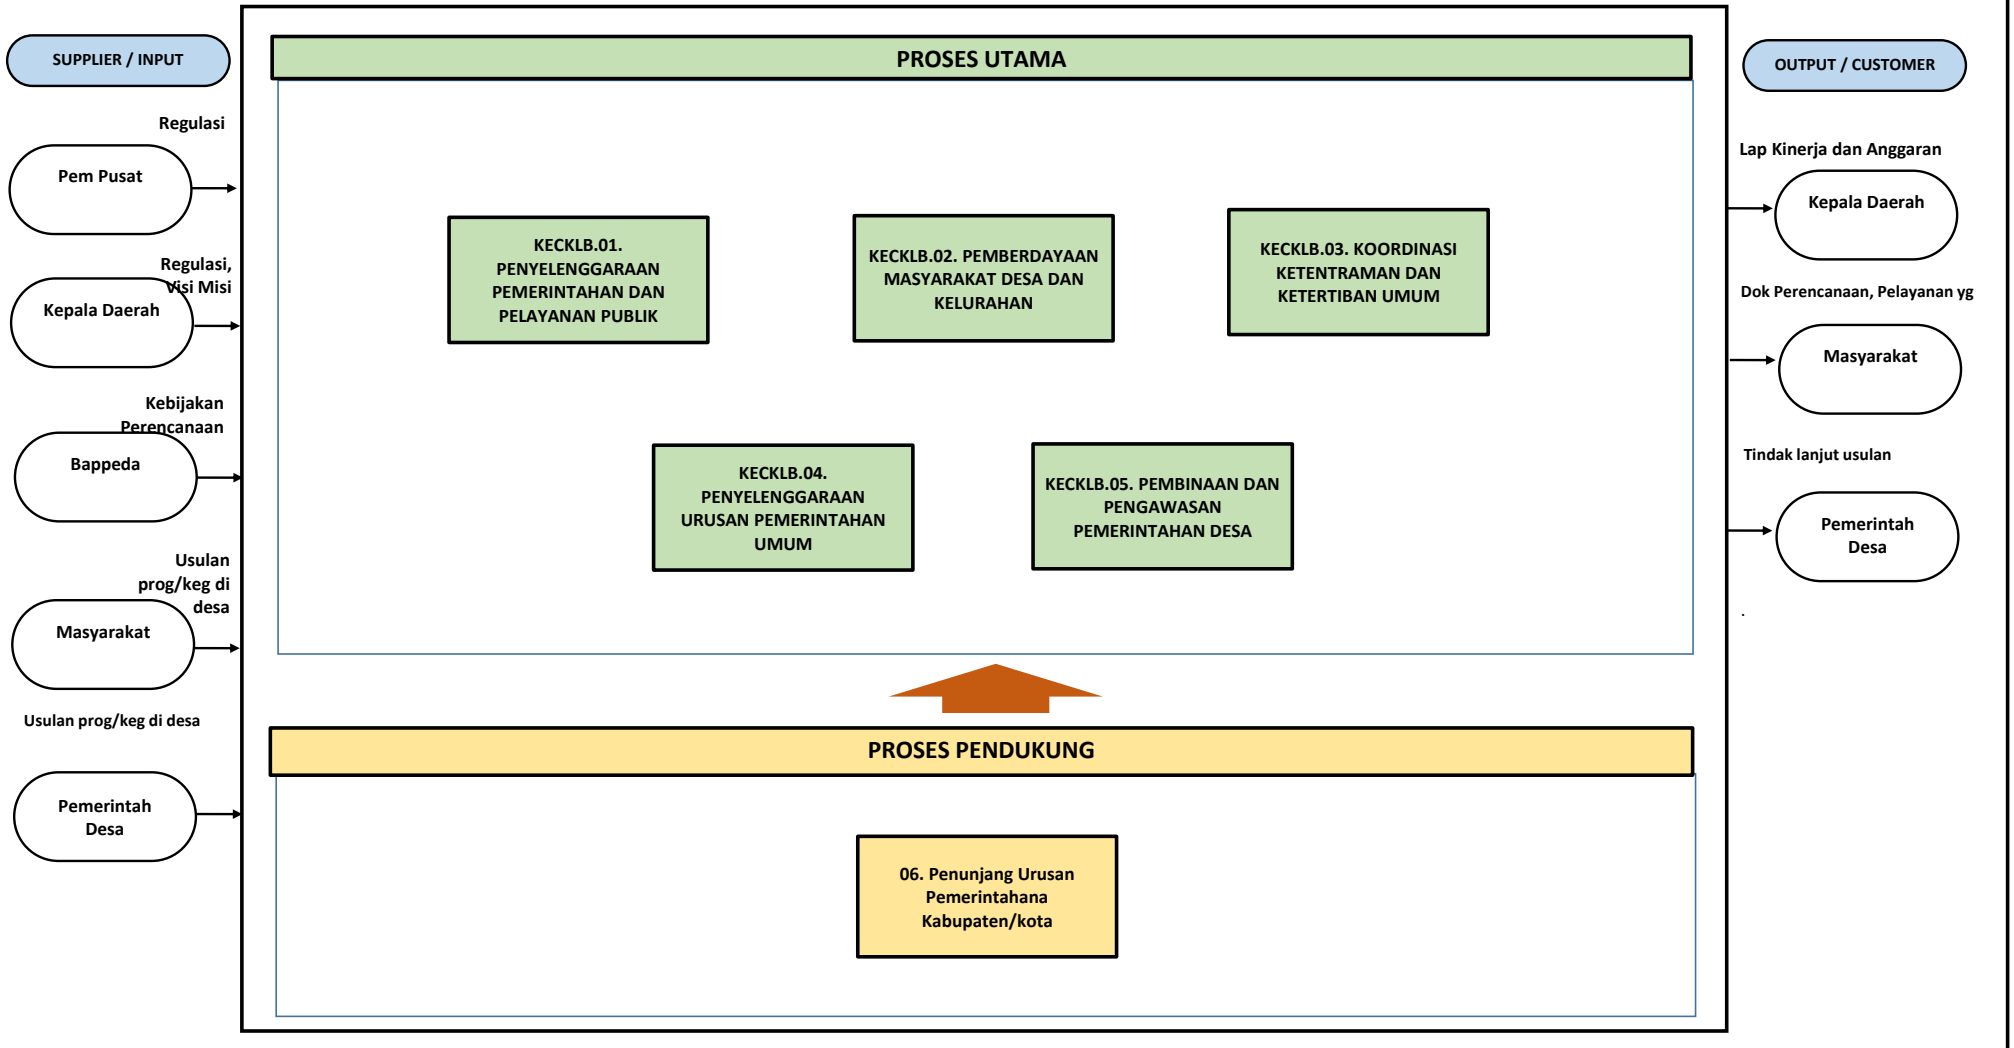 SUPPLIER / INPUT
Regulasi
Pem Pusat
Regulasi,
Visi Misi
Kepala Daerah
Kebijakan
Perencanaan
Bappeda
Usulan
prog/keg di
desa
Masyarakat
Usulan prog/keg di desa
Pemerintah
Desa
PROSES UTAMA
KECKLB.01.
PENYELENGGARAAN
PEMERINTAHAN DAN
PELAYANAN PUBLIK
KECKLB.02. PEMBERDAYAAN
MASYARAKAT DESA DAN
KELURAHAN
KECKLB.03. KOORDINASI
KETENTRAMAN DAN
KETERTIBAN UMUM
KECKLB.04.
PENYELENGGARAAN
URUSAN PEMERINTAHAN
UMUM
KECKLB.05. PEMBINAAN DAN
PENGAWASAN
PEMERINTAHAN DESA
PROSES PENDUKUNG
06. Penunjang Urusan
Pemerintahana
Kabupaten/kota
OUTPUT / CUSTOMER
Lap Kinerja dan Anggaran
Kepala Daerah
Dok Perencanaan, Pelayanan yg
Masyarakat
Tindak lanjut usulan
Pemerintah
Desa
.